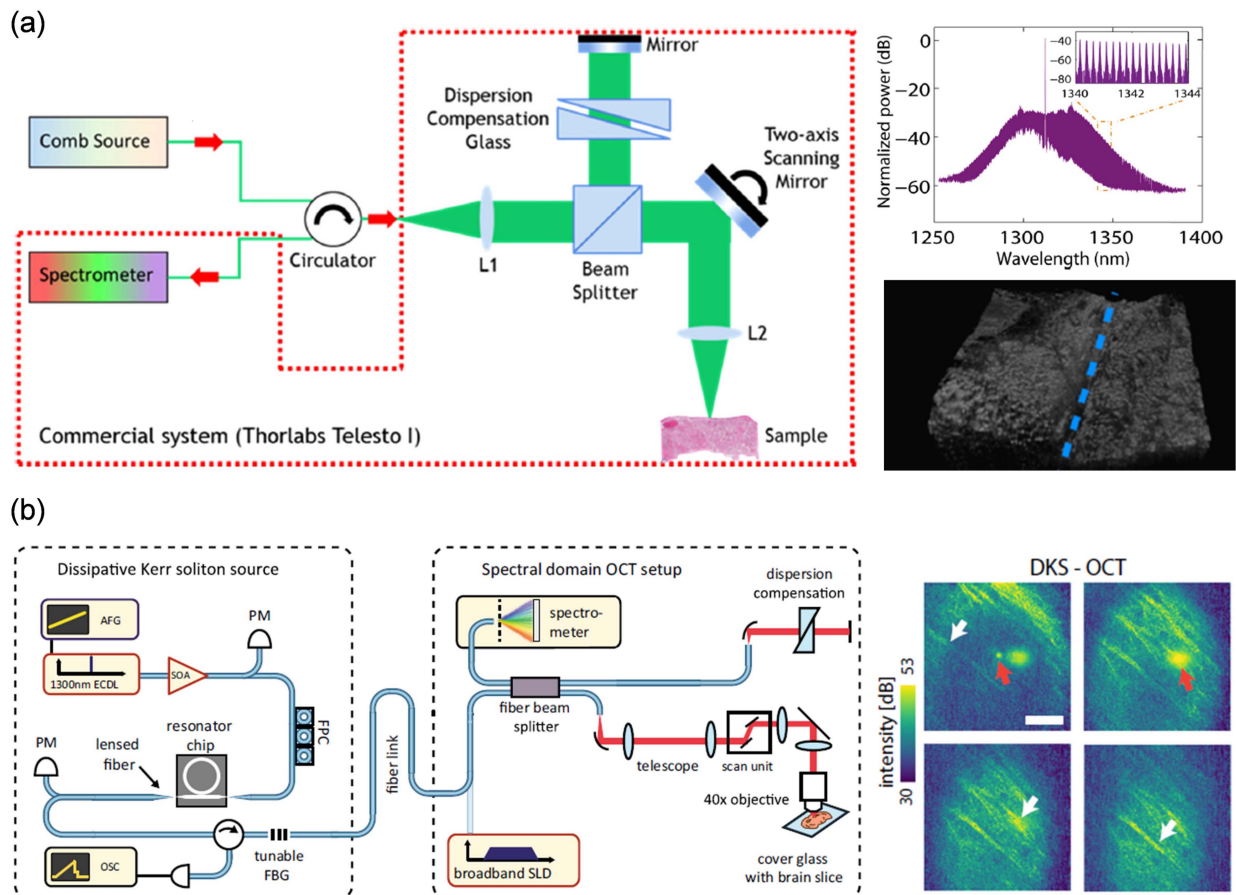 (a)
Comb Source
Spectrometer
Circulator
L1
Dispersion
Compensation
Glass
Mirror
Two-axis
Scanning
Mirror
Beam
Splitter
L2
Sample
Commercial system (Thorlabs Telesto I)
Normalized power (dB)
0
−20
−40
−60
−40
−60
−80
1340
1342
1344
1250
1300
1350
1400
Wavelength (nm)
(b)
Dissipative Kerr soliton source
AFG
1300nm ECDL
SOA
PM
FPC
resonator
chip
lensed
fiber
PM
OSC
tunable
FBG
fiber link
Spectral domain OCT setup
spectro-
meter
dispersion
compensation
fiber beam
splitter
telescope
scan unit
40x objective
broadband SLD
cover glass
with brain slice
DKS - OCT
intensity [dB]
30
53